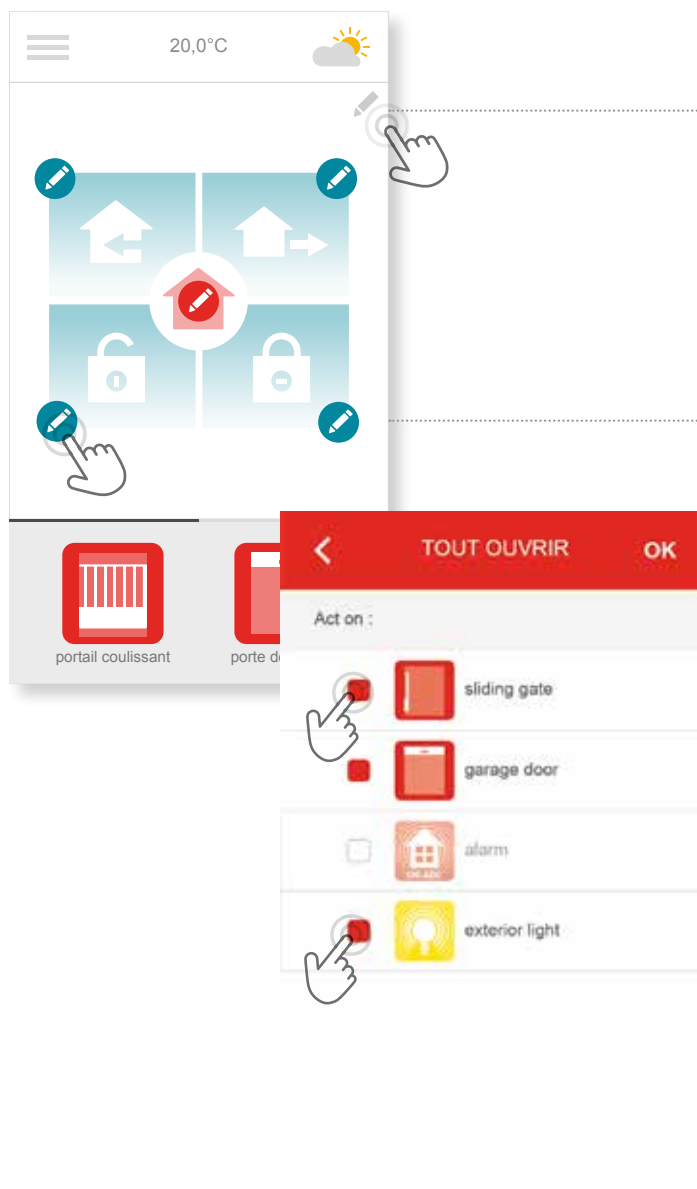 20,0°C
portail coulissant
porte de
TOUT OUVRIR
OK
Act on :
sliding gate
garage door
alarm
exterior light